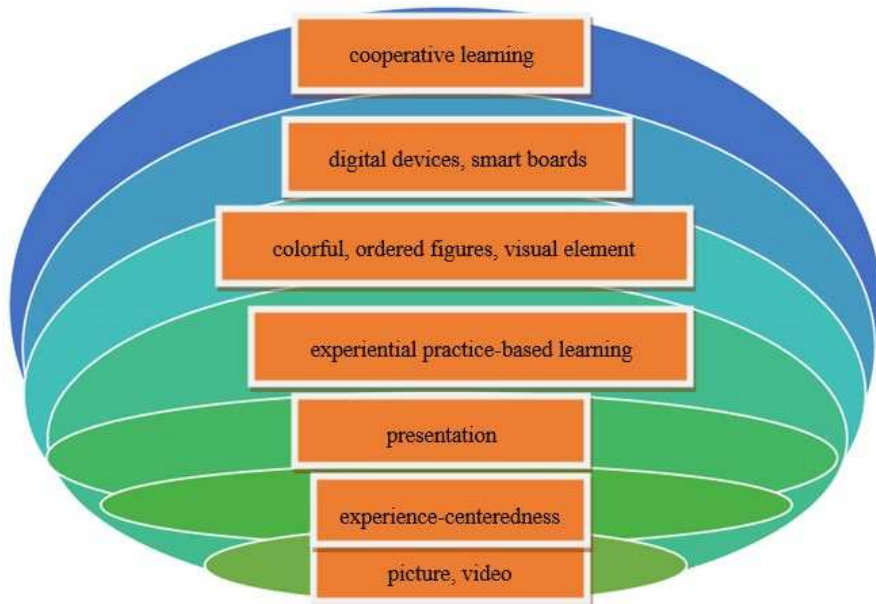 cooperative learning
digital devices, smart boards
colorful, ordered figures, visual element
experiential practice-based learning
presentation
experience-centeredness
picture, video